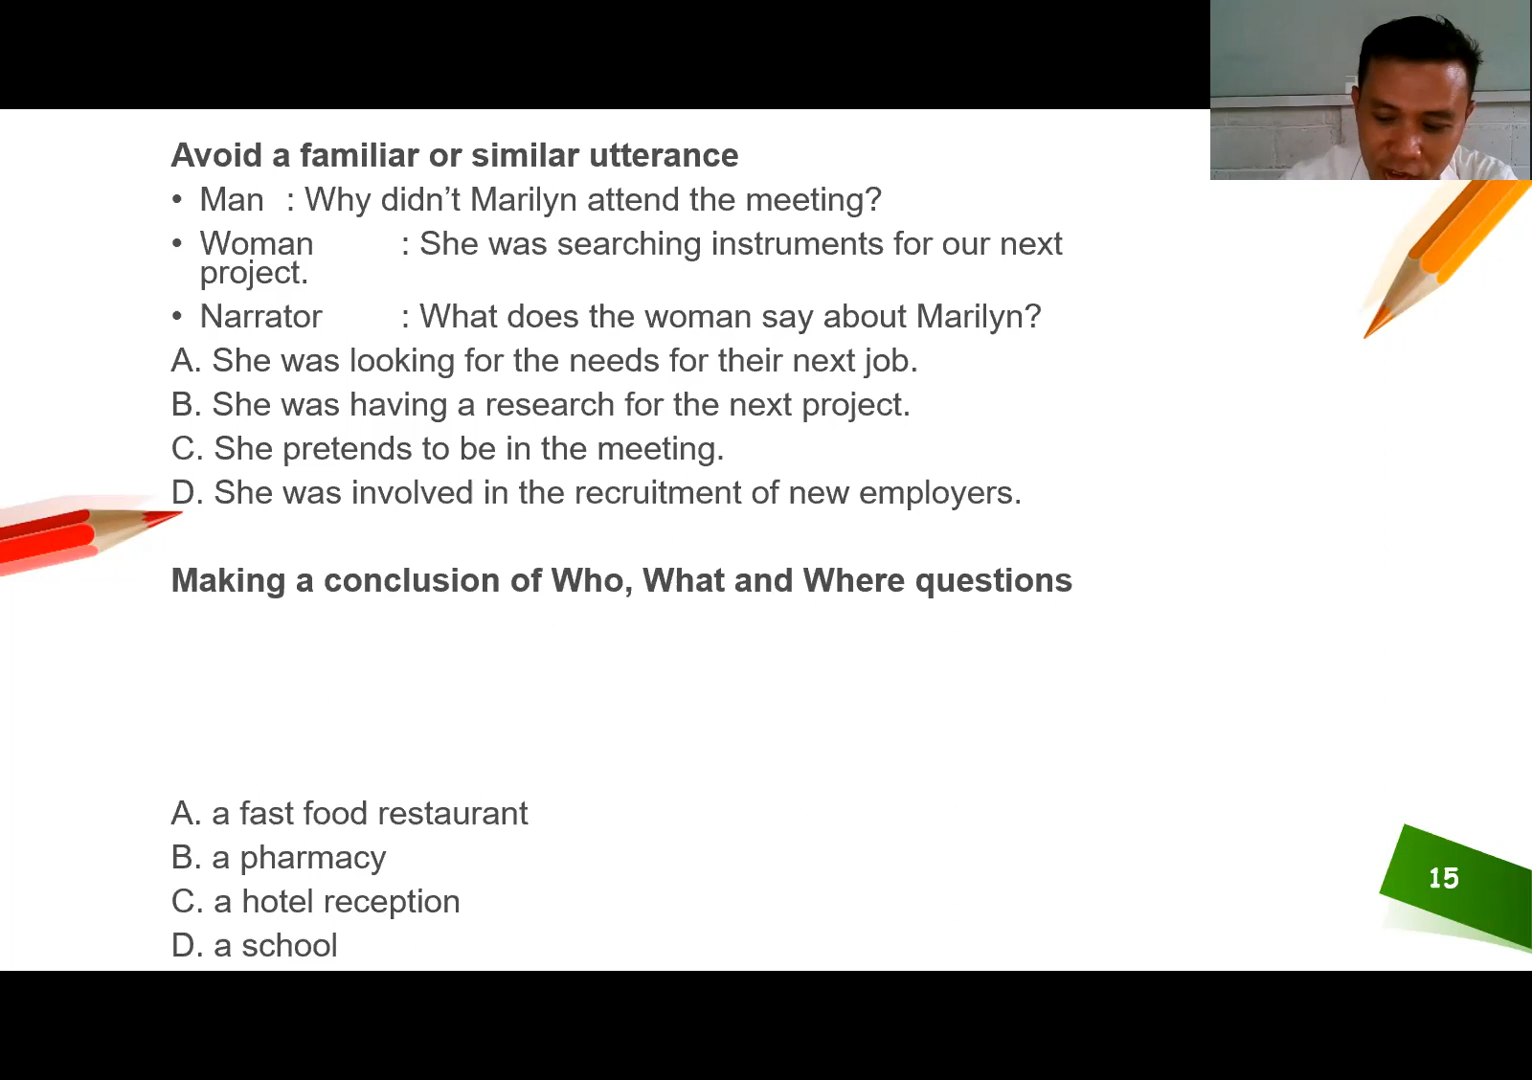 Avoid a familiar or similar utterance
• Man : Why didn’t Marilyn attend the meeting?
• Woman : She was searching instruments for our next
project.
• Narrator : What does the woman say about Marilyn?
A. She was looking for the needs for their next job.
B. She was having a research for the next project.
C. She pretends to be in the meeting.
D. She was involved in the recruitment of new employers.
Making a conclusion of Who, What and Where questions
A. a fast food restaurant
B. a pharmacy
C. a hotel reception
D. a school
15